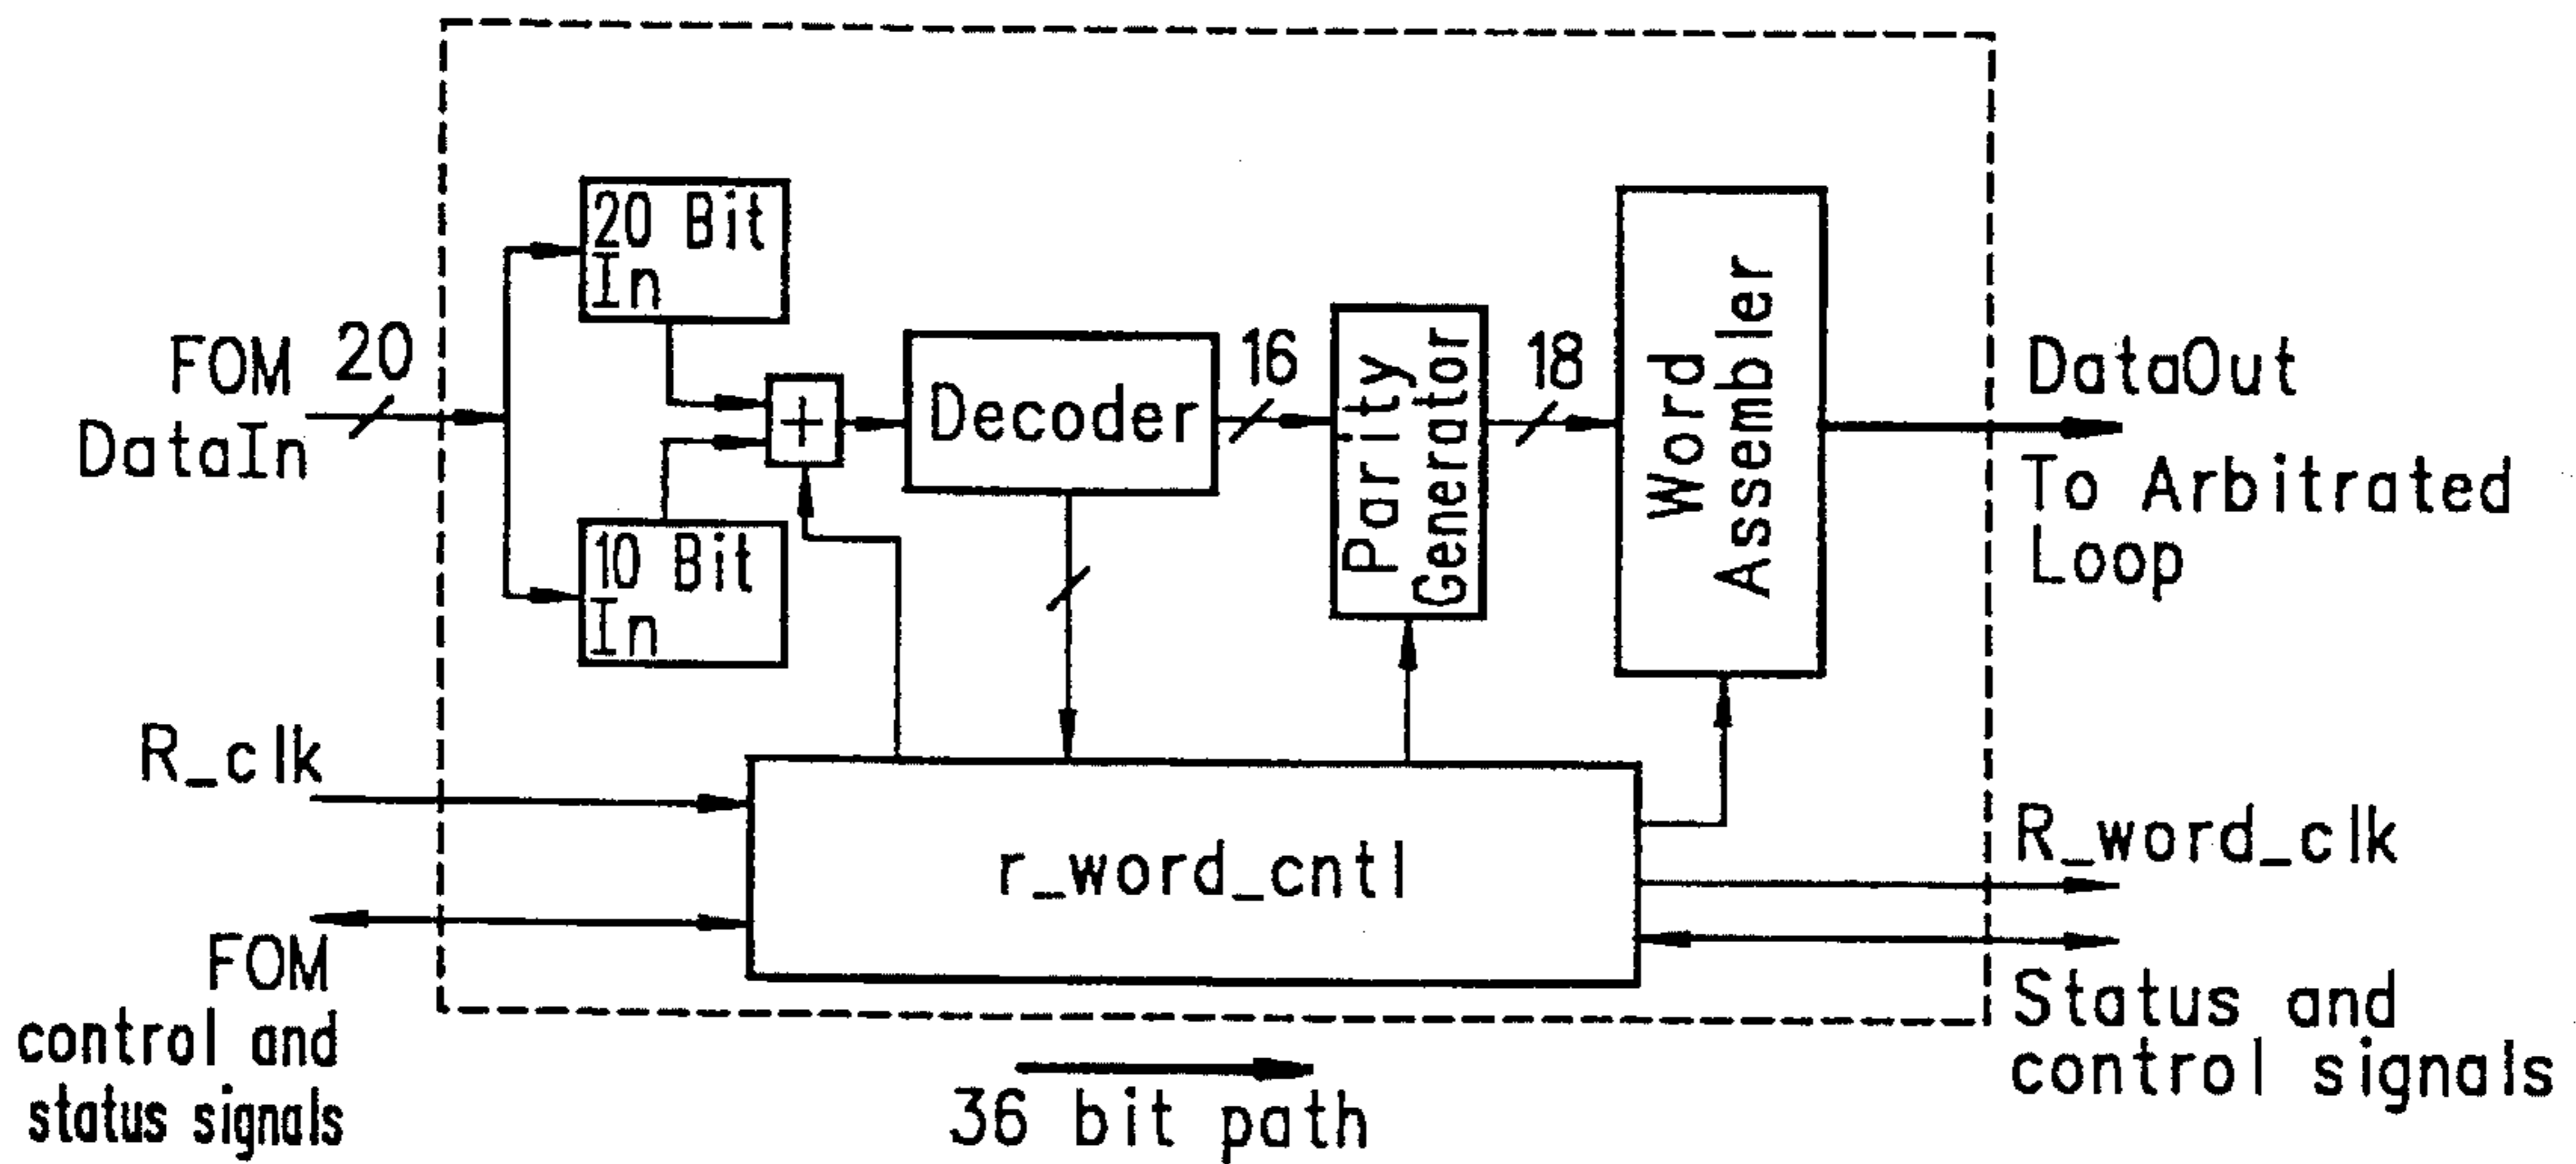 20 Bit
In
FOM
DataIn
20
+
Decoder
16
Parity
Generator
18
Word
Assembler
DataOut
To Arbitrated
Loop
10 Bit
In
R_clk
r_word_cntl
R_word_clk
FOM
control and
status signals
Status and
control signals
36 bit path